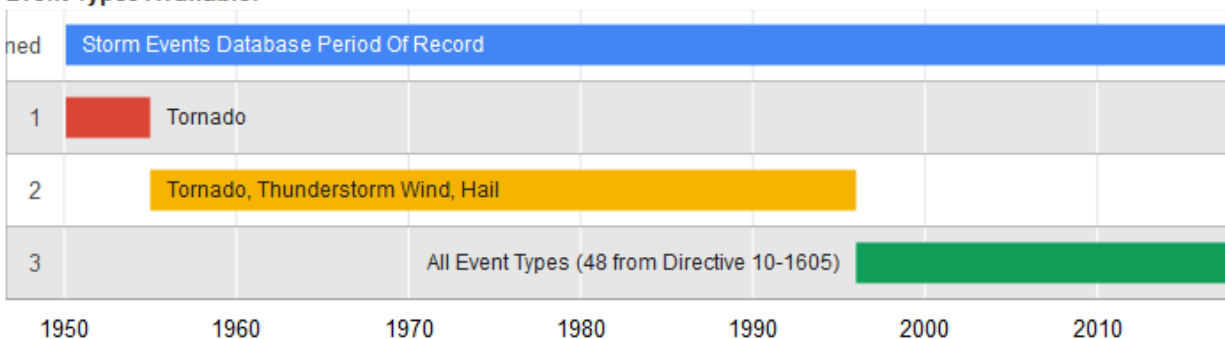 ned Storm Events Database Period Of Record
1 Tornado
2 Tornado, Thunderstorm Wind, Hail
3 All Event Types (48 from Directive 10-1605)
1950 1960 1970 1980 1990 2000 2010